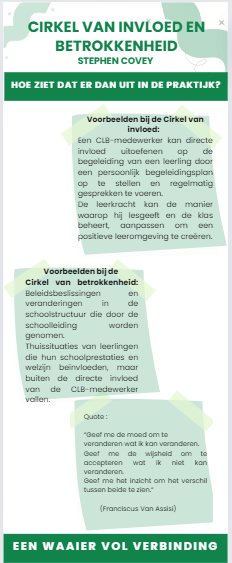 CIRKEL VAN INVLOED EN
BETROKKENHEID
STEPHEN COVEY
HOE ZIET DAT ER DAN UIT IN DE PRAKTIJK?
Voorbeelden bij de Cirkel van
invloed:
Een CLB-medewerker kan directe
invloed uitoefenen op de
begeleiding van een leerling door
een persoonlijk begeleidingsplan
op te stellen en regelmatig
gesprekken te voeren.
De leerkracht kan de manier
waarop hij lesgeeft en de klas
beheert, aanpassen om een
positieve leeromgeving te creëren.
Voorbeelden bij de
Cirkel van betrokkenheid:
Beleidsbeslissingen en
veranderingen in de
schoolstructuur die door de
schoolleiding worden
genomen.
Thuissituaties van leerlingen
die hun schoolprestaties en
welzijn beïnvloeden, maar
buiten de directe invloed
van de CLB-medewerker
vallen.
Quote :
"Geef me de moed om te
veranderen wat ik kan veranderen.
Geef me de wijsheid om te
accepteren wat ik niet kan
veranderen.
Geef me het inzicht om het verschil
tussen beide te zien."
(Franciscus Van Assisi)
EEN WAAIER VOL VERBINDING